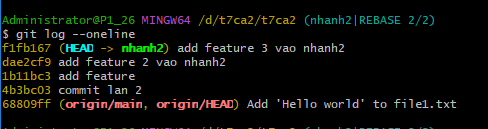 Administrator@P1_26 MINGW64 /d/t7ca2/t7ca2 (nhanh2|REBASE 2/2)
$ git log --oneline
f1fb167 (HEAD -> nhanh2) add feature 3 vao nhanh2
dae2cf9 add feature 2 vao nhanh2
1b11bc3 add feature
4b3bc03 commit lan 2
68809ff (origin/main, origin/HEAD) Add 'Hello world' to file1.txt